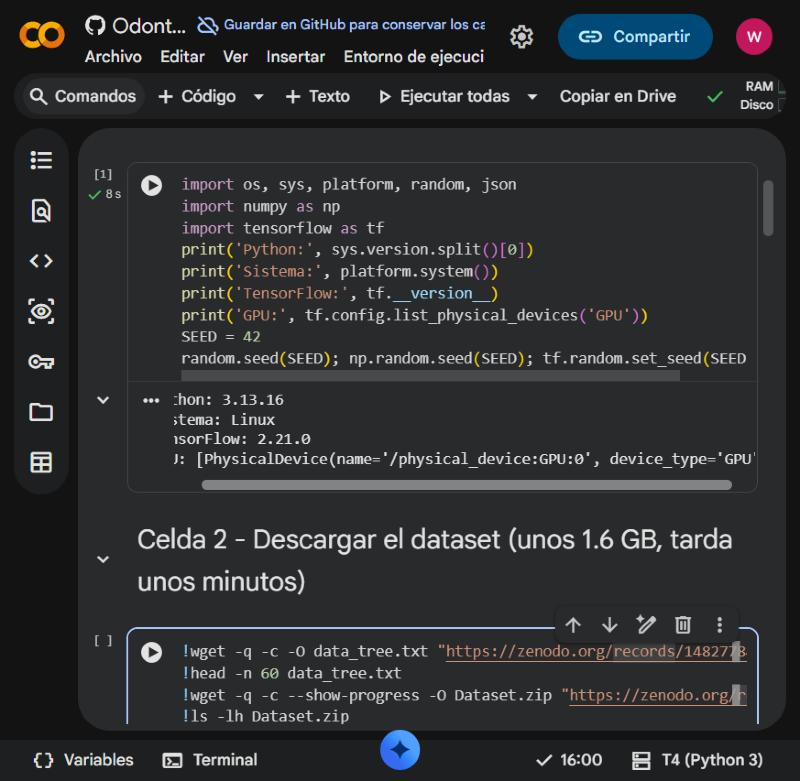 Odont... Guardar en GitHub para conservar los ca
Archivo Editar Ver Insertar Entorno de ejecuci
Compartir
W
Comandos + Código + Texto Ejecutar todas Copiar en Drive RAM
Disco
[1]
8 s
import os, sys, platform, random, json
import numpy as np
import tensorflow as tf
print('Python:', sys.version.split()[0])
print('Sistema:', platform.system())
print('TensorFlow:', tf.__version__)
print('GPU:', tf.config.list_physical_devices('GPU'))
SEED = 42
random.seed(SEED); np.random.seed(SEED); tf.random.set_seed(SEED
thon: 3.13.16
stema: Linux
nsorFlow: 2.21.0
U: [PhysicalDevice(name='/physical_device:GPU:0', device_type='GPU'
Celda 2 - Descargar el dataset (unos 1.6 GB, tarda
unos minutos)
[ ]
!wget -q -c -O data_tree.txt "https://zenodo.org/records/1482778
!head -n 60 data_tree.txt
!wget -q -c --show-progress -O Dataset.zip "https://zenodo.org/r
!ls -lh Dataset.zip
{} Variables Terminal 16:00 T4 (Python 3)